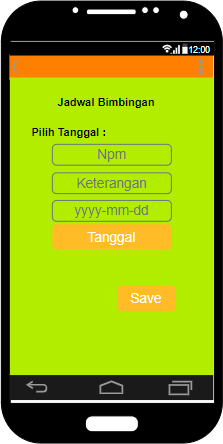 12:00
Jadwal Bimbingan
Pilih Tanggal :
Npm
Keterangan
yyyy-mm-dd
Tanggal
Save